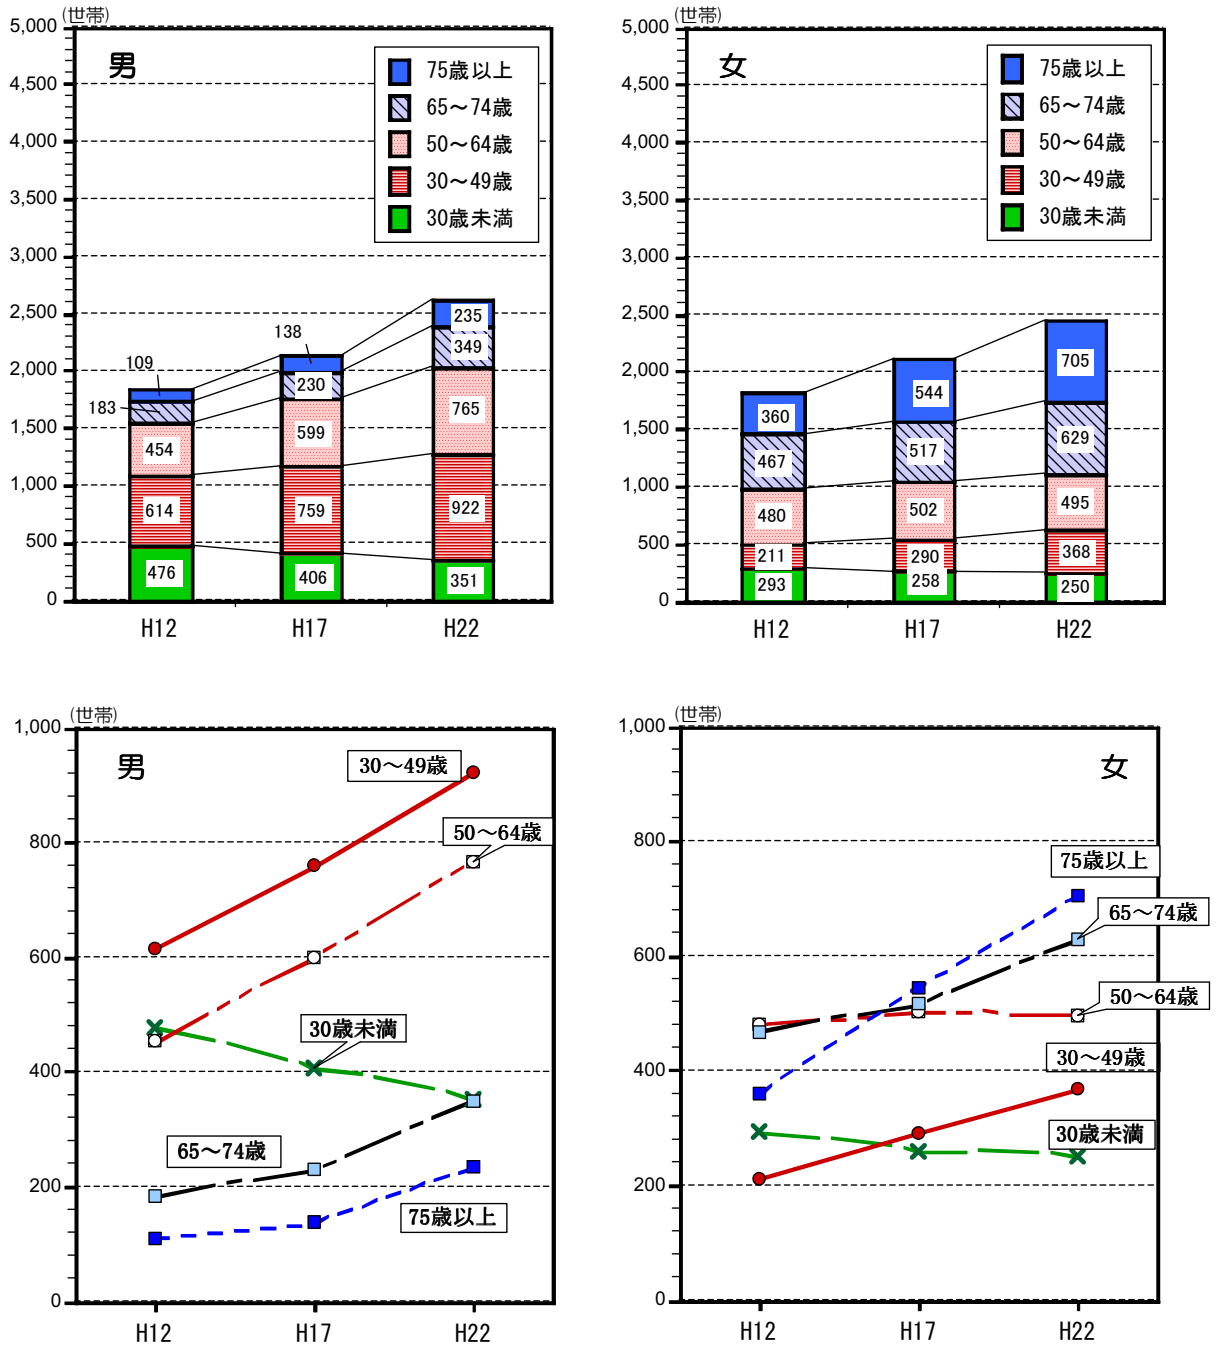 (世帯)
5,000
4,500
4,000
3,500
3,000
2,500
2,000
1,500
1,000
500
0
男
75歳以上
65～74歳
50～64歳
30～49歳
30歳未満
109
183
454
614
476
138
230
599
759
406
235
349
765
922
351
H12 H17 H22
(世帯)
5,000
4,500
4,000
3,500
3,000
2,500
2,000
1,500
1,000
500
0
女
75歳以上
65～74歳
50～64歳
30～49歳
30歳未満
360
467
480
211
293
544
517
502
290
258
705
629
495
368
250
H12 H17 H22
(世帯)
1,000
800
600
400
200
0
男
30～49歳
50～64歳
30歳未満
65～74歳
75歳以上
H12 H17 H22
(世帯)
1,000
800
600
400
200
0
女
75歳以上
65～74歳
50～64歳
30～49歳
30歳未満
H12 H17 H22